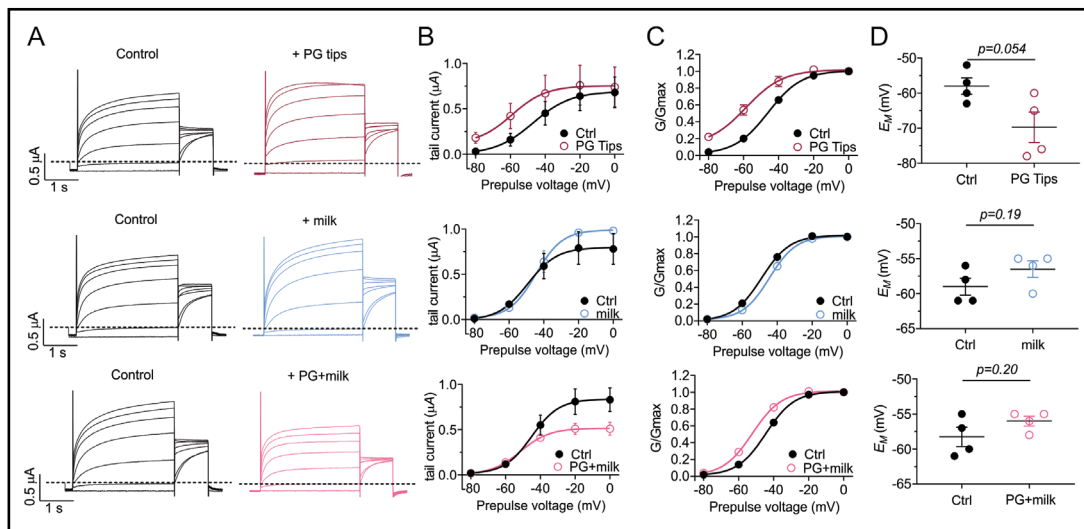 A
Control
+ PG tips
0.5 µA
1 s
Control
+ milk
0.5 µA
1 s
Control
+ PG+milk
0.5 µA
1 s
B
tail current (µA)
1.0
0.5
0.0
-80 -60 -40 -20 0
Prepulse voltage (mV)
Ctrl
PG Tips
tail current (µA)
1.0
0.5
0.0
-80 -60 -40 -20 0
Prepulse voltage (mV)
Ctrl
milk
tail current (µA)
1.0
0.5
0.0
-80 -60 -40 -20 0
Prepulse voltage (mV)
Ctrl
PG+milk
C
G/Gmax
1.2
1.0
0.8
0.6
0.4
0.2
0.0
-80 -60 -40 -20 0
Prepulse voltage (mV)
Ctrl
PG Tips
G/Gmax
1.2
1.0
0.8
0.6
0.4
0.2
0.0
-80 -60 -40 -20 0
Prepulse voltage (mV)
Ctrl
milk
G/Gmax
1.2
1.0
0.8
0.6
0.4
0.2
0.0
-80 -60 -40 -20 0
Prepulse voltage (mV)
Ctrl
PG+milk
D
p=0.054
EM (mV)
-50
-60
-70
-80
Ctrl PG Tips
p=0.19
EM (mV)
-50
-55
-60
-65
Ctrl milk
p=0.20
EM (mV)
-50
-55
-60
-65
Ctrl PG+milk